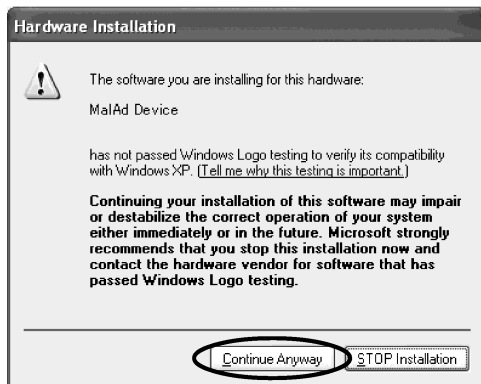 Hardware Installation
The software you are installing for this hardware:
MalAd Device
has not passed Windows Logo testing to verify its compatibility
with Windows XP. (Tell me why this testing is important.)
Continuing your installation of this software may impair
or destabilize the correct operation of your system
either immediately or in the future. Microsoft strongly
recommends that you stop this installation now and
contact the hardware vendor for software that has
passed Windows Logo testing.
Continue Anyway
STOP Installation